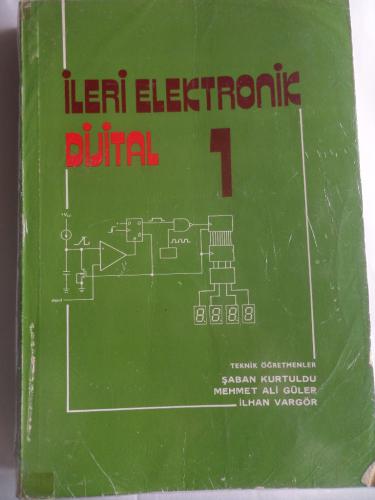 İLERİ ELEKTRONİK
DİJİTAL 1
TEKNİK ÖĞRETMENLER
ŞABAN KURTULDU
MEHMET ALİ GÜLER
İLHAN VARGÖR